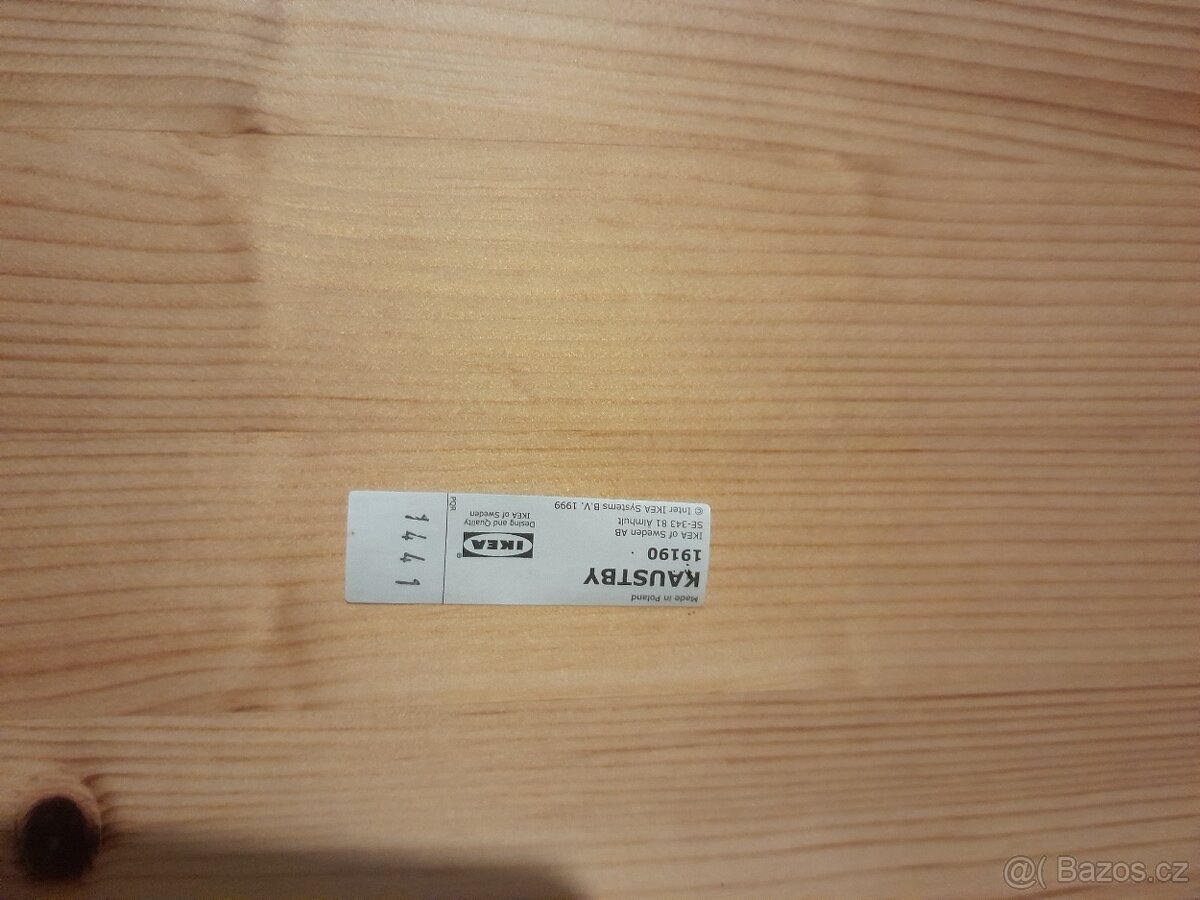 Made in Poland
KAUSTBY
19190
IKEA of Sweden AB
SE-343 81 Älmhult
© Inter IKEA Systems B.V. 1999
IKEA®
Desing and Quality
IKEA of Sweden
PQR
1441
@( Bazos.cz